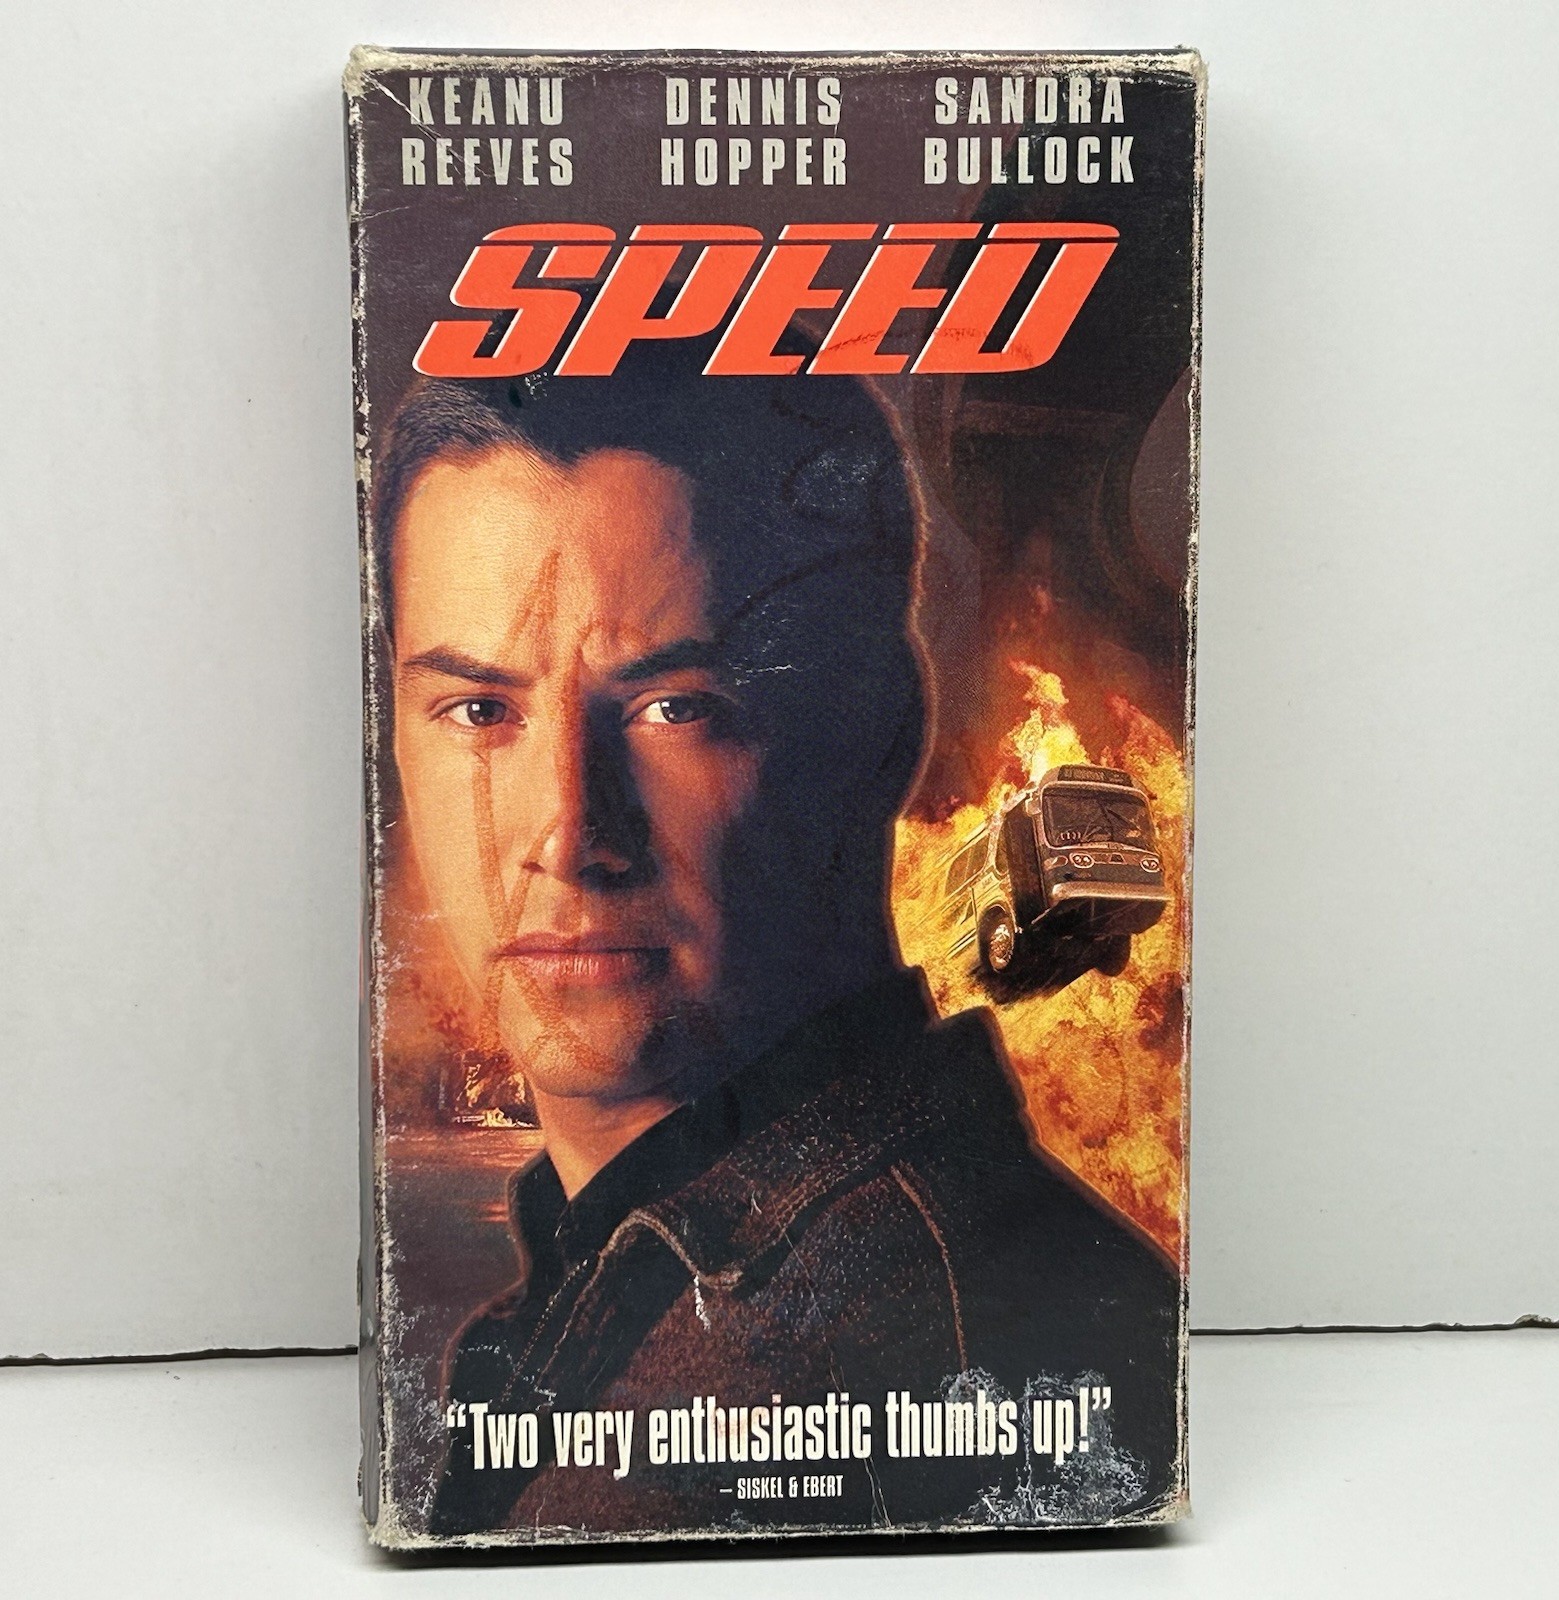 KEANU DENNIS SANDRA
REEVES HOPPER BULLOCK
SPEED
“Two very enthusiastic thumbs up!”
– SISKEL & EBERT